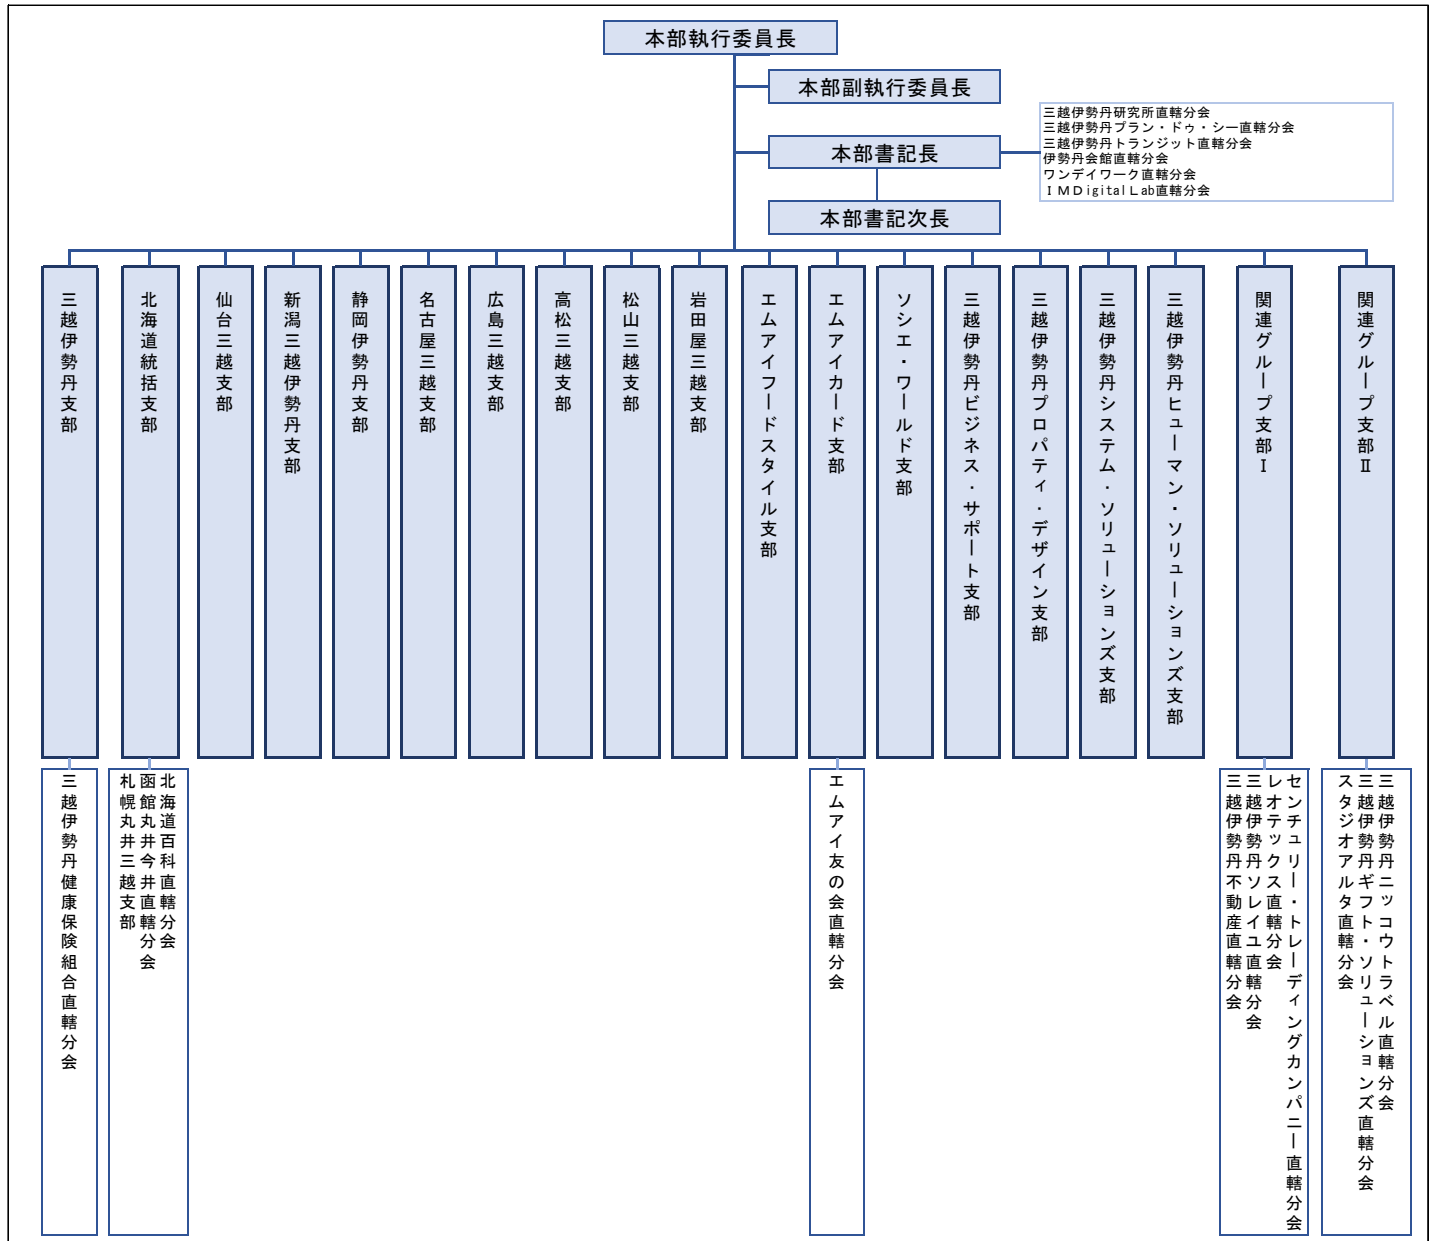 本部執行委員長
本部副執行委員長
本部書記長
三越伊勢丹研究所直轄分会
三越伊勢丹プラン・ドゥ・シー直轄分会
三越伊勢丹トランジット直轄分会
伊勢丹会館直轄分会
ワンデイワーク直轄分会
ＩＭＤigitalＬab直轄分会
本部書記次長
三越伊勢丹支部
北海道統括支部
仙台三越支部
新潟三越伊勢丹支部
静岡伊勢丹支部
名古屋三越支部
広島三越支部
高松三越支部
松山三越支部
岩田屋三越支部
エムアイフードスタイル支部
エムアイカード支部
ソシエ・ワールド支部
三越伊勢丹ビジネス・サポート支部
三越伊勢丹プロパティ・デザイン支部
三越伊勢丹システム・ソリューションズ支部
三越伊勢丹ヒューマン・ソリューションズ支部
関連グループ支部Ⅰ
関連グループ支部Ⅱ
三越伊勢丹健康保険組合直轄分会
北海道百科直轄分会
函館丸井今井直轄分会
札幌丸井三越支部
エムアイ友の会直轄分会
センチュリー・トレーディングカンパニー直轄分会
レオテックス直轄分会
三越伊勢丹ソレイユ直轄分会
三越伊勢丹不動産直轄分会
三越伊勢丹ニッコウトラベル直轄分会
三越伊勢丹ギフト・ソリューションズ直轄分会
スタジオアルタ直轄分会